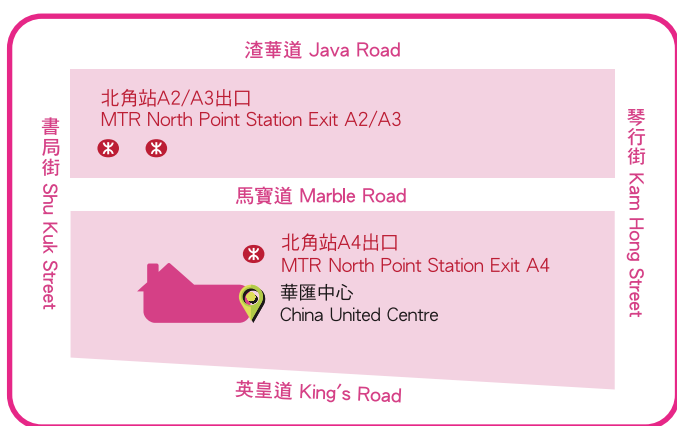 渣華道 Java Road
北角站A2/A3出口
MTR North Point Station Exit A2/A3
書局街 Shu Kuk Street
琴行街 Kam Hong Street
馬寶道 Marble Road
北角站A4出口
MTR North Point Station Exit A4
華匯中心
China United Centre
英皇道 King's Road